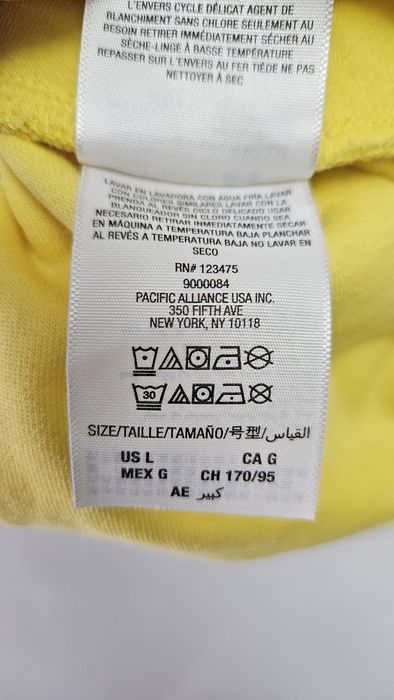 L'ENVERS CYCLE DÉLICAT AGENT DE
BLANCHIMENT SANS CHLORE SEULEMENT AU
BESOIN RETIRER IMMÉDIATEMENT SÉCHER AU
SÈCHE-LINGE À BASSE TEMPÉRATURE
REPASSER SUR L'ENVERS AU FER TIÈDE NE PAS
NETTOYER À SEC
LAVAR EN LAVADORA CON AGUA FRÍA LAVAR
CON COLORES SIMILARES LAVAR CON LA
PRENDA AL REVÉS CICLO DELICADO USAR
BLANQUEADOR SIN CLORO CUANDO SEA
NECESARIO RETIRAR IMMEDIATAMENTE SECAR
EN MÁQUINA A TEMPERATURA BAJA PLANCHAR
AL REVÉS A TEMPERATURA BAJA NO LAVAR EN
SECO
RN# 123475
9000084
PACIFIC ALLIANCE USA INC.
350 FIFTH AVE
NEW YORK, NY 10118
30
SIZE/TAILLE/TAMAÑO/号型/القياس/
US L CA G
MEX G CH 170/95
AE كبير